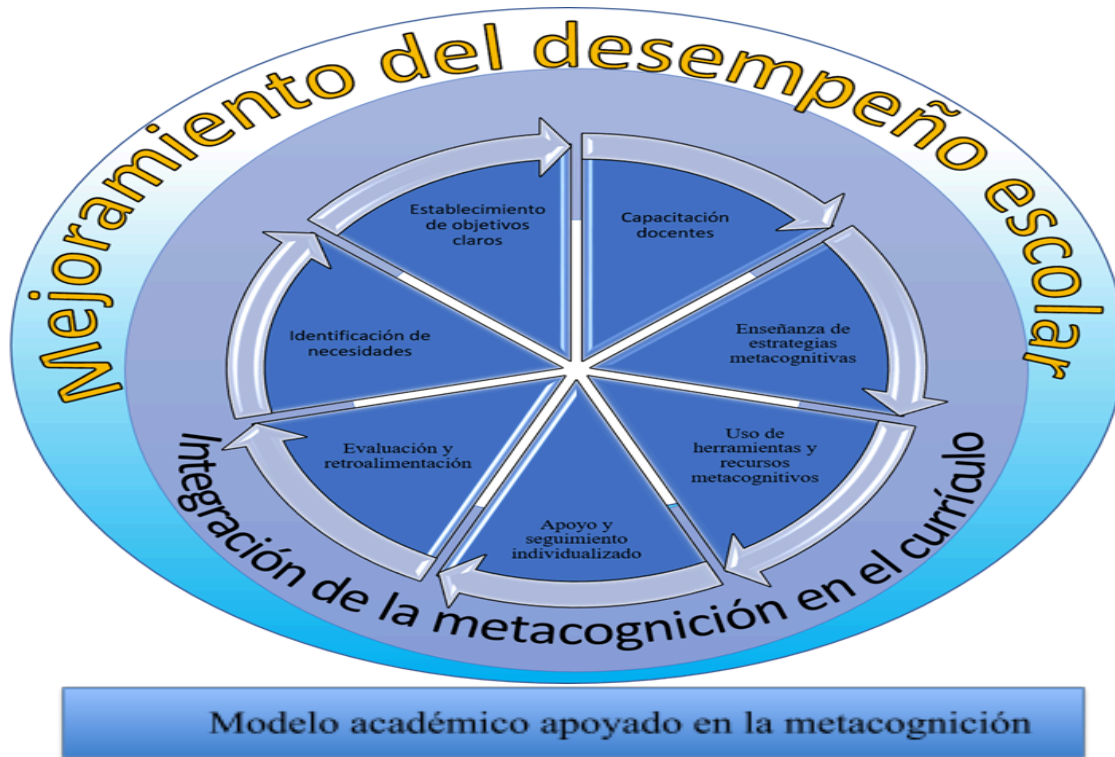 Mejoramiento del desempeño escolar
Establecimiento
de objetivos
claros
Capacitación
docentes
Identificación de
necesidades
Enseñanza de
estrategias
metacognitivas
Evaluación y
retroalimentación
Uso de
herramientas y
recursos
metacognitivos
Apoyo y
seguimiento
individualizado
Integración de la metacognición en el currículo
Modelo académico apoyado en la metacognición